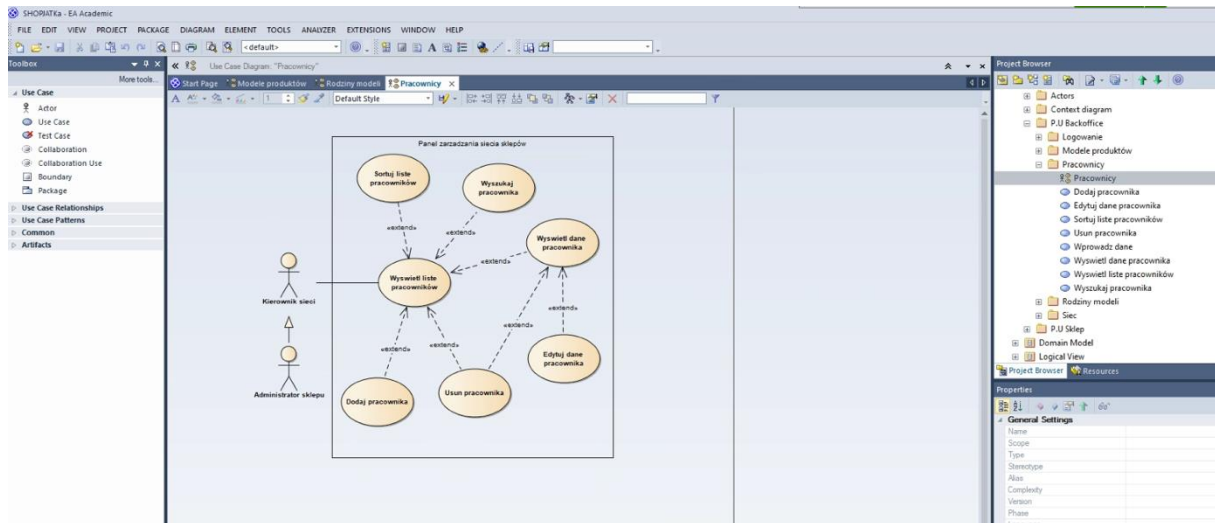 SHOPJATKa - EA Academic
FILE EDIT VIEW PROJECT PACKAGE DIAGRAM ELEMENT TOOLS ANALYZER EXTENSIONS WINDOW HELP
<default>
Toolbox
More tools...
Use Case
Actor
Use Case
Test Case
Collaboration
Collaboration Use
Boundary
Package
Use Case Relationships
Use Case Patterns
Common
Artifacts
Use Case Diagram: "Pracownicy"
Start Page Modele produktów Rodziny modeli Pracownicy
A 1 Default Style
Panel zarzadzania siecia sklepów
Sortuj liste
pracowników
Wyszukaj
pracownika
«extend»
«extend»
Wyswietl dane
pracownika
«extend»
Wyswietl liste
pracowników
Kierownik sieci
«extend»
«extend»
«extend»
«extend»
Edytuj dane
pracownika
Administrator sklepu
Dodaj pracownika
Usun pracownika
Project Browser
Actors
Context diagram
P.U Backoffice
Logowanie
Modele produktów
Pracownicy
Pracownicy
Dodaj pracownika
Edytuj dane pracownika
Sortuj liste pracowników
Usun pracownika
Wprowadz dane
Wyswietl dane pracownika
Wyswietl liste pracowników
Wyszukaj pracownika
Rodziny modeli
Siec
P.U Sklep
Domain Model
Logical View
Project Browser Resources
Properties
General Settings
Name
Scope
Type
Stereotype
Alias
Complexity
Version
Phase